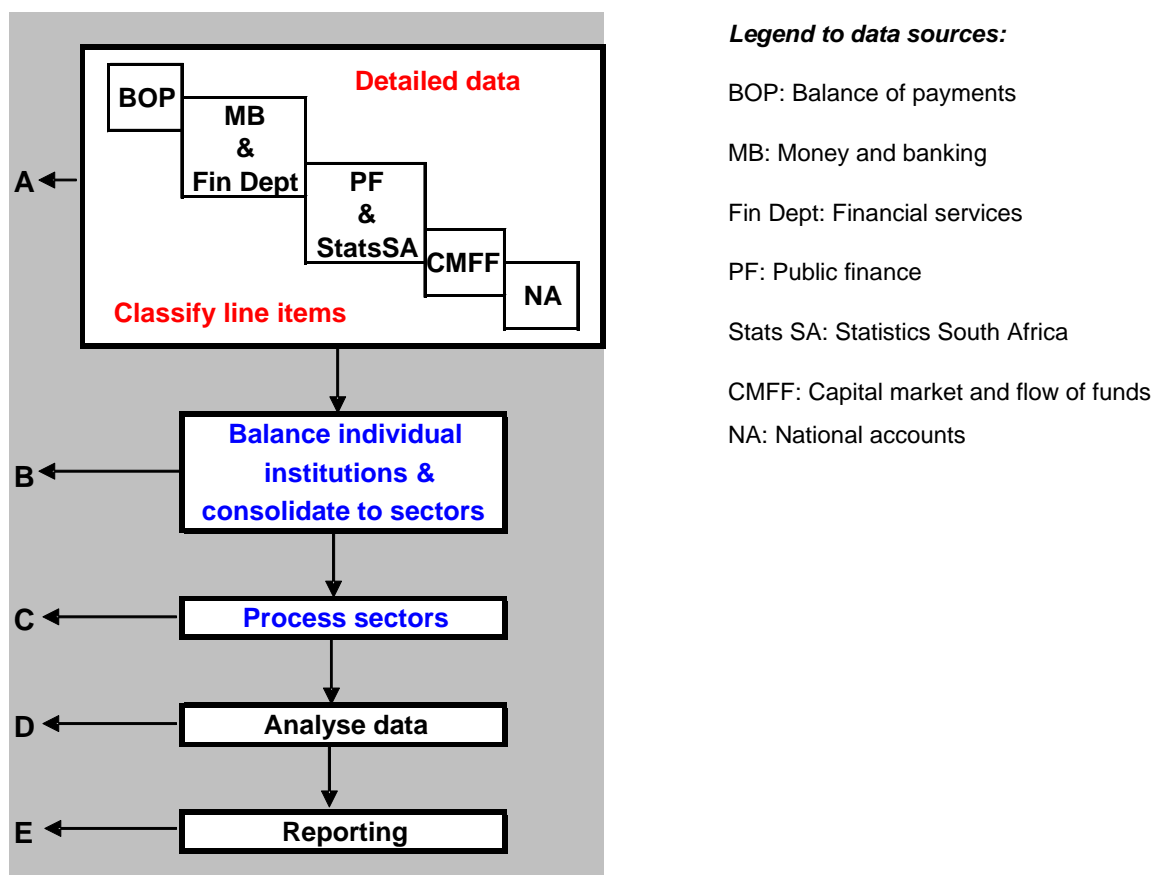 Detailed data
BOP
MB
&
Fin Dept
PF
&
StatsSA
CMFF
NA
Classify line items
A
Balance individual
institutions &
consolidate to sectors
B
Process sectors
C
Analyse data
D
Reporting
E
Legend to data sources:
BOP: Balance of payments
MB: Money and banking
Fin Dept: Financial services
PF: Public finance
Stats SA: Statistics South Africa
CMFF: Capital market and flow of funds
NA: National accounts